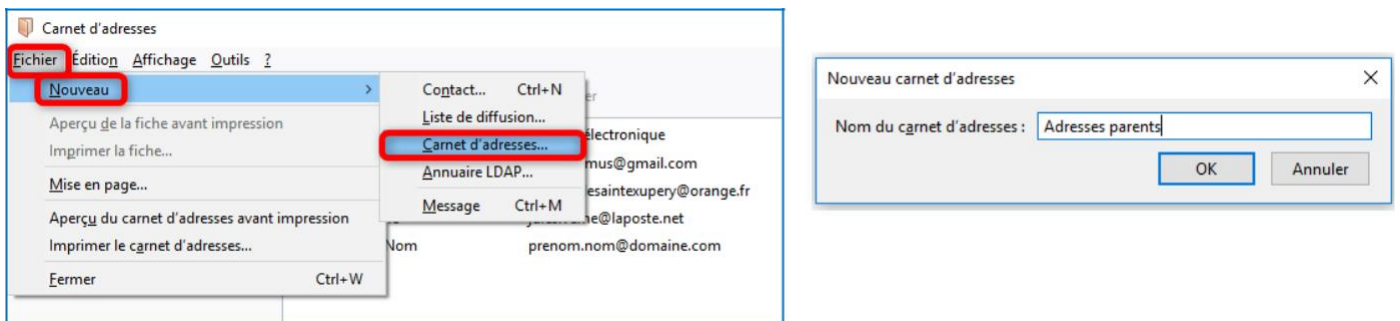 Carnet d'adresses
Fichier Édition Affichage Outils ?
Nouveau
Aperçu de la fiche avant impression
Imprimer la fiche...
Mise en page...
Aperçu du carnet d'adresses avant impression
Imprimer le carnet d'adresses...
Fermer Ctrl+W
Contact... Ctrl+N
Liste de diffusion...
Carnet d'adresses...
Annuaire LDAP...
Message Ctrl+M
er
électronique
mus@gmail.com
esaintexupery@orange.fr
ne@laposte.net
Nom prenom.nom@domaine.com
Nouveau carnet d'adresses
Nom du carnet d'adresses : Adresses parents
OK Annuler